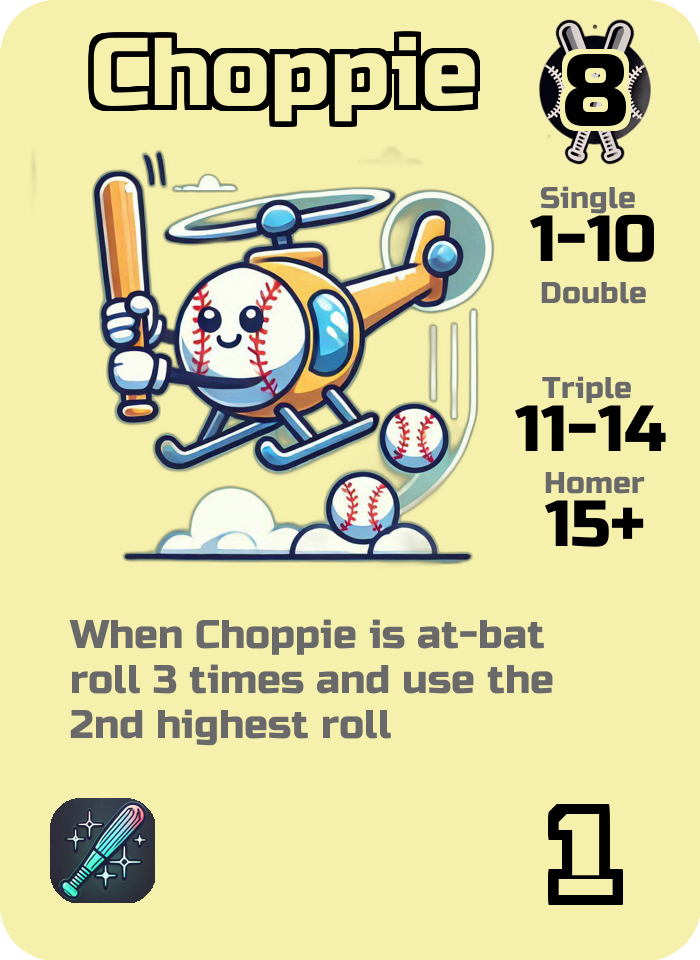 Choppie
8
Single
1-10
Double
Triple
11-14
Homer
15+
When Choppie is at-bat
roll 3 times and use the
2nd highest roll
1